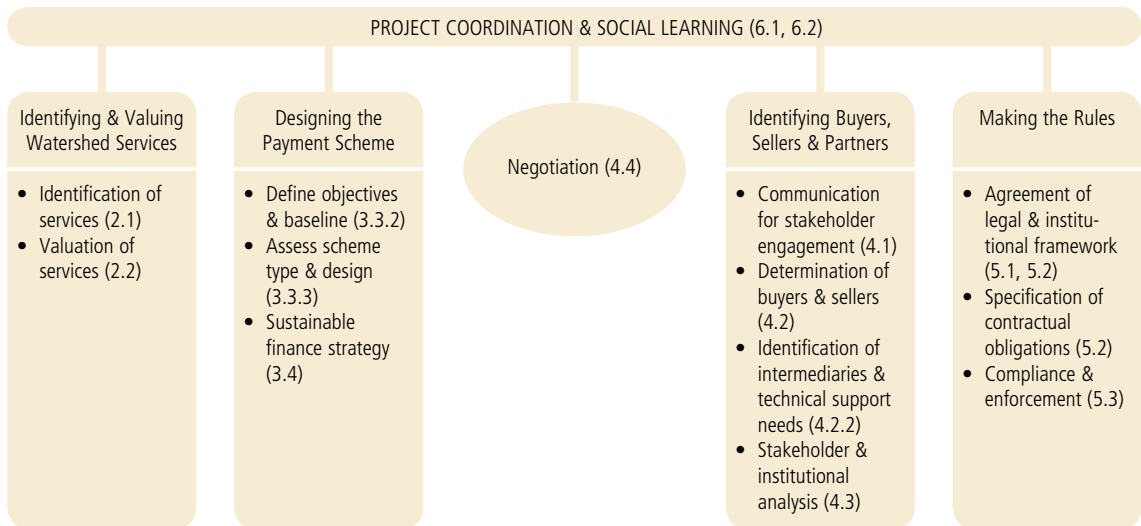 PROJECT COORDINATION & SOCIAL LEARNING (6.1, 6.2)
Identifying & Valuing
Watershed Services
• Identification of
services (2.1)
• Valuation of
services (2.2)
Designing the
Payment Scheme
• Define objectives
& baseline (3.3.2)
• Assess scheme
type & design
(3.3.3)
• Sustainable
finance strategy
(3.4)
Negotiation (4.4)
Identifying Buyers,
Sellers & Partners
• Communication
for stakeholder
engagement (4.1)
• Determination of
buyers & sellers
(4.2)
• Identification of
intermediaries &
technical support
needs (4.2.2)
• Stakeholder &
institutional
analysis (4.3)
Making the Rules
• Agreement of
legal & institu-
tional framework
(5.1, 5.2)
• Specification of
contractual
obligations (5.2)
• Compliance &
enforcement (5.3)